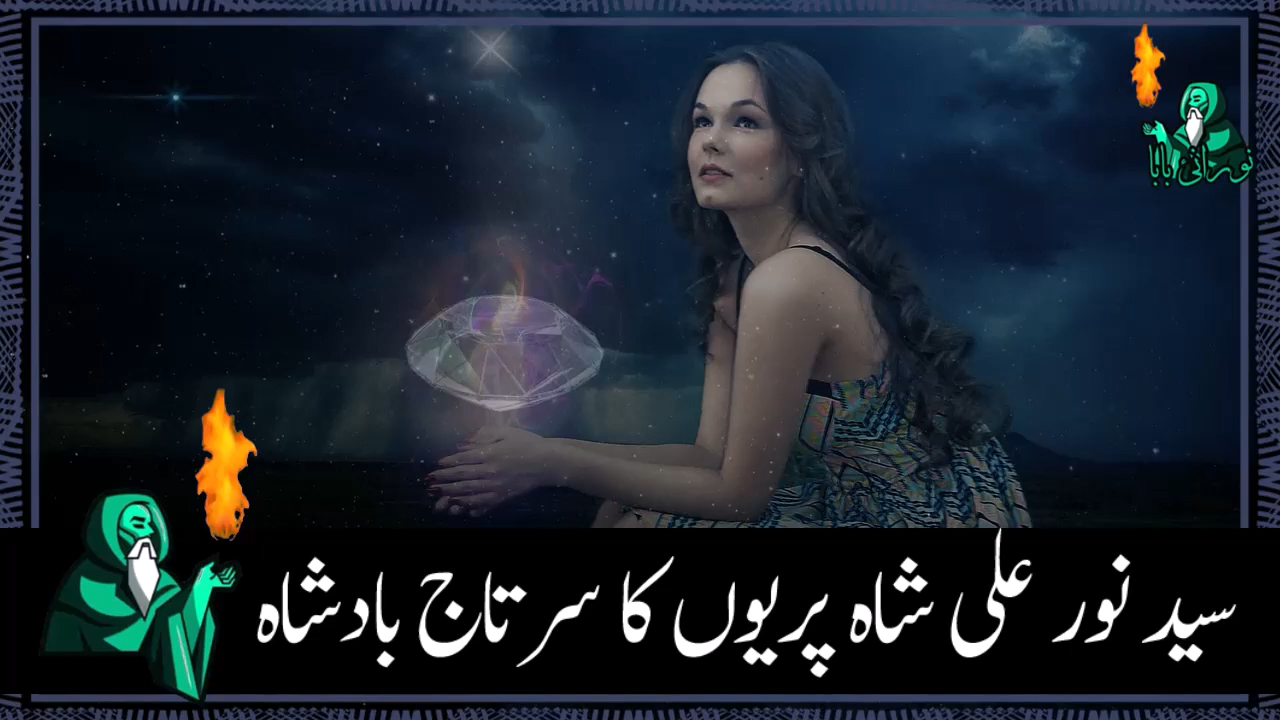 نورانی بابا
سید نور علی شاہ پریوں کا سرتاج بادشاہ